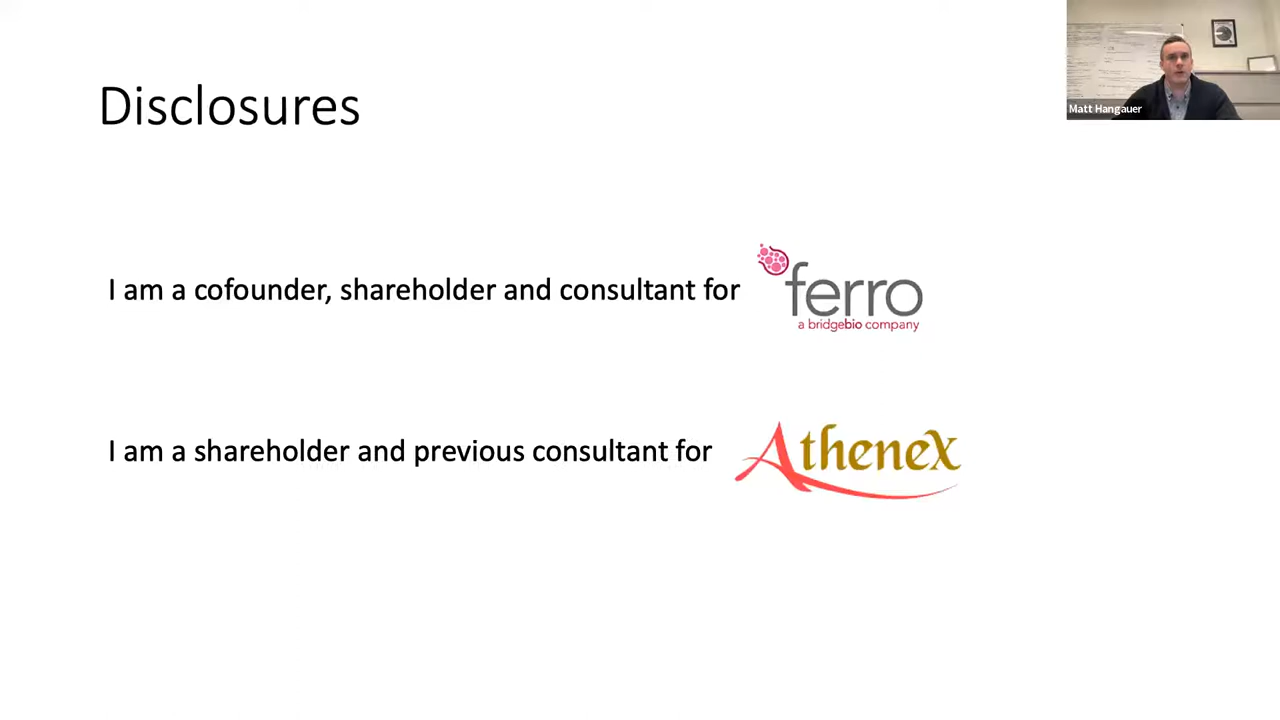 Disclosures
Matt Hangauer
I am a cofounder, shareholder and consultant for
ferro
a bridgebio company
I am a shareholder and previous consultant for
Athenex